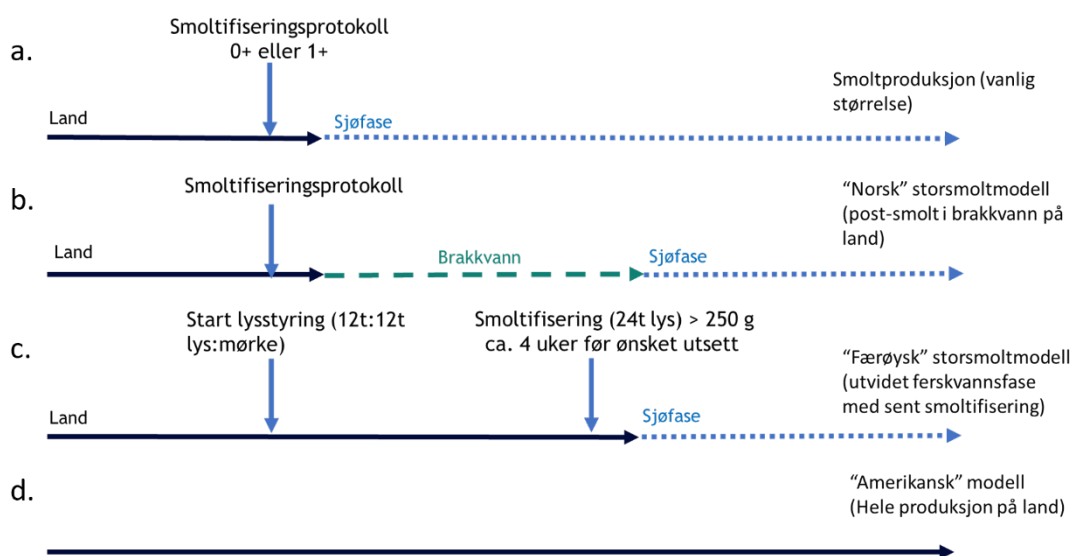 a.
Smoltifiseringsprotokoll
0+ eller 1+
Land
Sjøfase
Smoltproduksjon (vanlig
størrelse)
b.
Smoltifiseringsprotokoll
Land
Brakkvann
Sjøfase
“Norsk” storsmoltmodell
(post-smolt i brakkvann på
land)
c.
Start lysstyring (12t:12t
lys:mørke)
Smoltifisering (24t lys) > 250 g
ca. 4 uker før ønsket utsett
Land
Sjøfase
“Færøysk” storsmoltmodell
(utvidet ferskvannsfase
med sent smoltifisering)
d.
“Amerikansk” modell
(Hele produksjon på land)